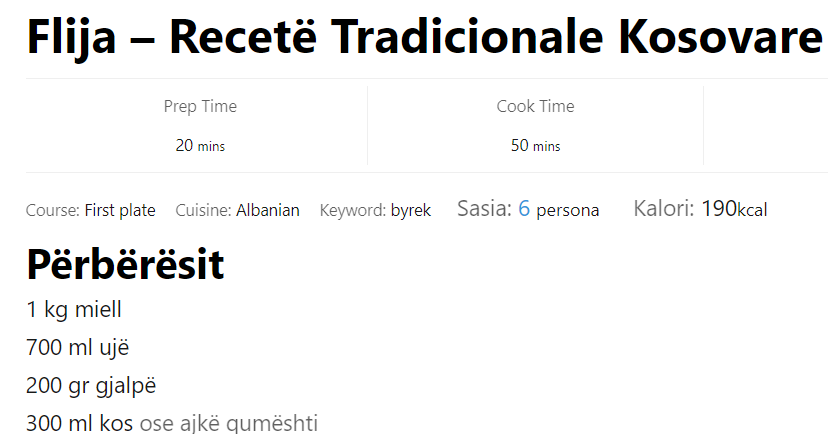 Flija – Recetë Tradicionale Kosovare
Prep Time
Cook Time
20 mins
50 mins
Course: First plate Cuisine: Albanian Keyword: byrek Sasia: 6 persona Kalori: 190kcal
Përbërësit
1 kg miell
700 ml ujë
200 gr gjalpë
300 ml kos ose ajkë qumështi